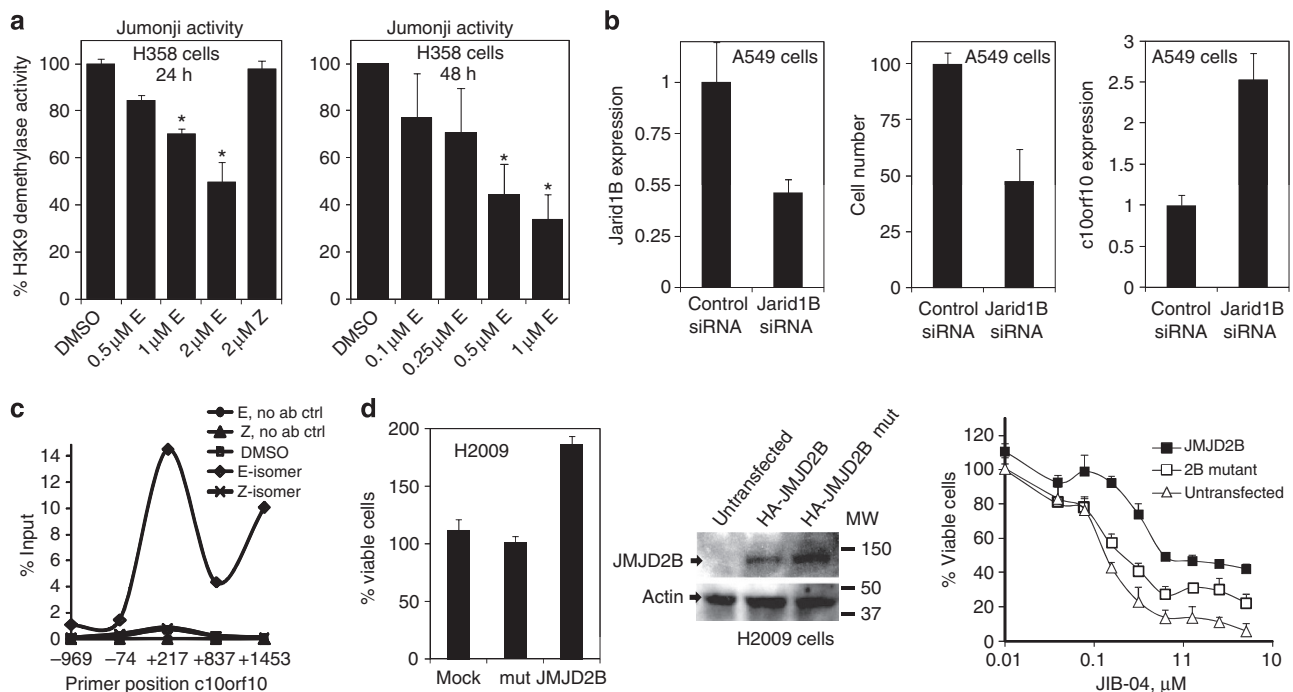 a
Jumonji activity
H358 cells
24 h
% H3K9 demethylase activity
100
80
60
40
20
0
*
*
DMSO
0.5 µM E
1 µM E
2 µM E
2 µM Z
Jumonji activity
H358 cells
48 h
100
80
60
40
20
0
*
*
DMSO
0.1 µM E
0.25 µM E
0.5 µM E
1 µM E
b
A549 cells
Jarid1B expression
1
0.75
0.55
0.25
0
Control
siRNA
Jarid1B
siRNA
A549 cells
Cell number
100
75
50
25
0
Control
siRNA
Jarid1B
siRNA
A549 cells
c10orf10 expression
3
2.5
2
1.5
1
0.5
0
Control
siRNA
Jarid1B
siRNA
c
E, no ab ctrl
Z, no ab ctrl
DMSO
E-isomer
Z-isomer
% Input
14
12
10
8
6
4
2
0
–969 –74 +217 +837 +1453
Primer position c10orf10
d
H2009
% viable cells
200
150
100
50
0
Mock mut JMJD2B
Untransfected
HA-JMJD2B
HA-JMJD2B mut
MW
JMJD2B
150
Actin
50
37
H2009 cells
JMJD2B
2B mutant
Untransfected
% Viable cells
120
100
80
60
40
20
0
0.01 0.1 11 10
JIB-04, µM